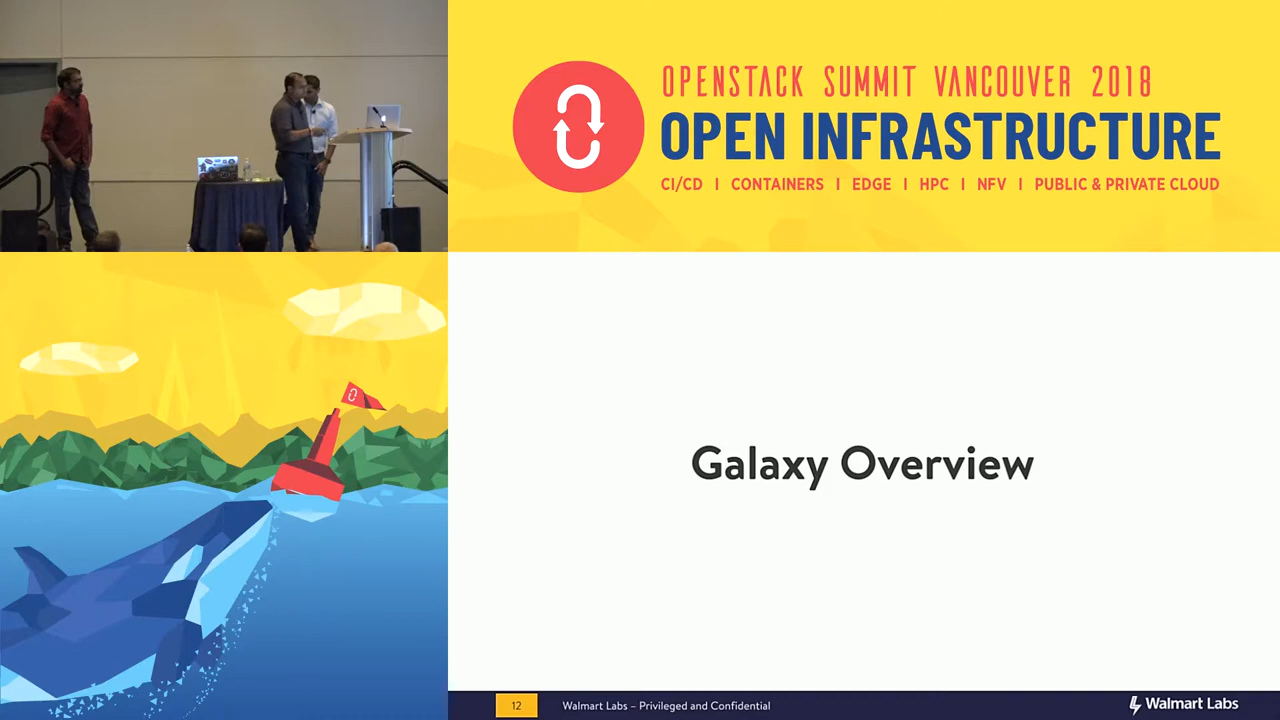 OPENSTACK SUMMIT VANCOUVER 2018
OPEN INFRASTRUCTURE
CI/CD | CONTAINERS | EDGE | HPC | NFV | PUBLIC & PRIVATE CLOUD
Galaxy Overview
12
Walmart Labs – Privileged and Confidential
Walmart Labs